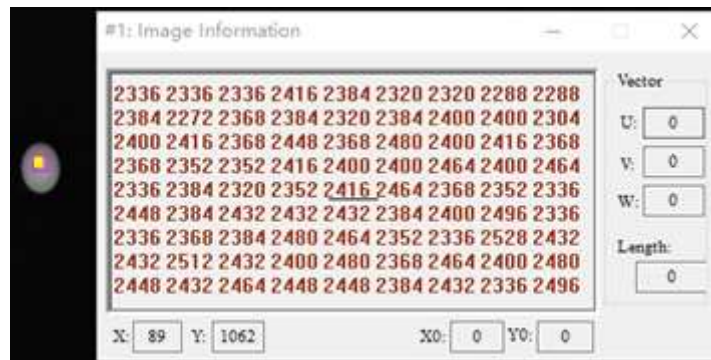 #1: Image Information
2336 2336 2336 2416 2384 2320 2320 2288 2288
2384 2272 2368 2384 2320 2384 2400 2400 2304
2400 2416 2368 2448 2368 2480 2400 2416 2368
2368 2352 2352 2416 2400 2400 2464 2400 2464
2336 2384 2320 2352 2416 2464 2368 2352 2336
2448 2384 2432 2432 2432 2384 2400 2496 2336
2336 2368 2384 2480 2464 2352 2336 2528 2432
2432 2512 2432 2400 2480 2368 2464 2400 2480
2448 2432 2464 2448 2448 2384 2432 2336 2496
Vector
U: 0
V: 0
W: 0
Length:
0
X: 89 Y: 1062 X0: 0 Y0: 0